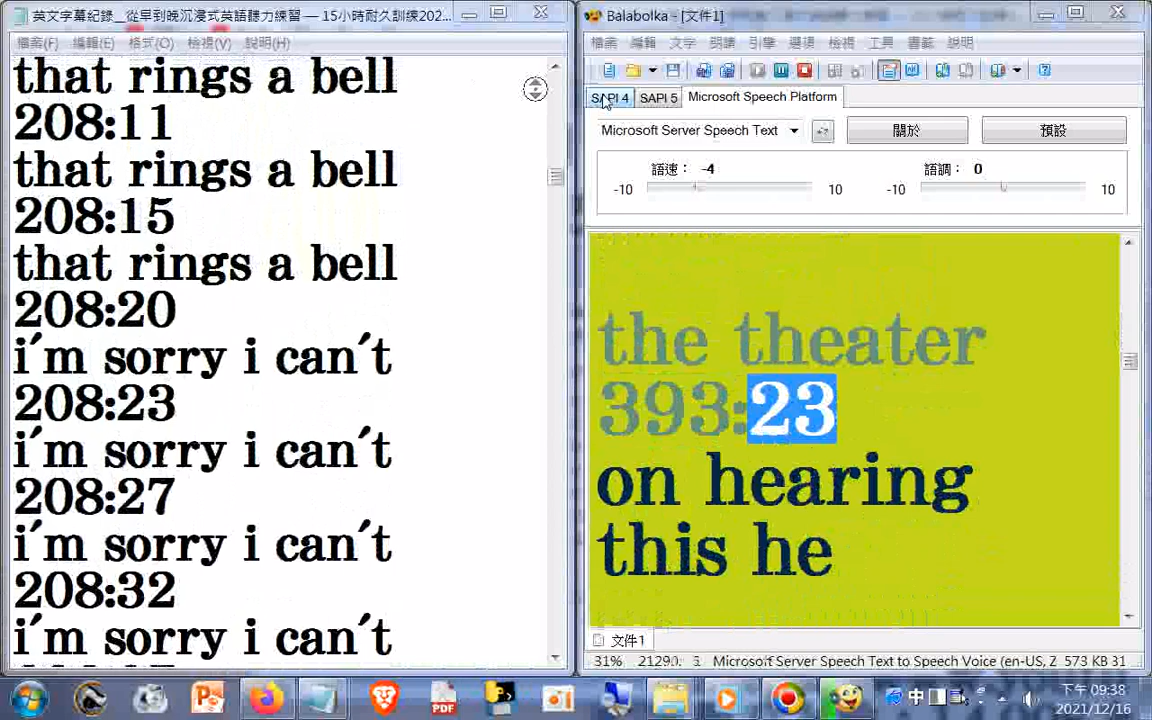 英文字幕紀錄__從早到晚沉浸式英語聽力練習 — 15小時耐久訓練202...
檔案(F) 編輯(E) 格式(O) 檢視(V) 說明(H)
that rings a bell
208:11
that rings a bell
208:15
that rings a bell
208:20
i'm sorry i can't
208:23
i'm sorry i can't
208:27
i'm sorry i can't
208:32
i'm sorry i can't
Balabolka - [文件1]
檔案 編輯 文字 朗讀 引擎 選項 檢視 工具 書籤 說明
SAPI 4 SAPI 5 Microsoft Speech Platform
Microsoft Server Speech Text +? 關於 預設
語速： -4 語調： 0
-10 10 -10 10
the theater
393:23
on hearing
this he
文件1
31% 21290. Microsoft Server Speech Text to Speech Voice (en-US, Z 573 KB 31
PDF 中 下午 09:38
2021/12/16